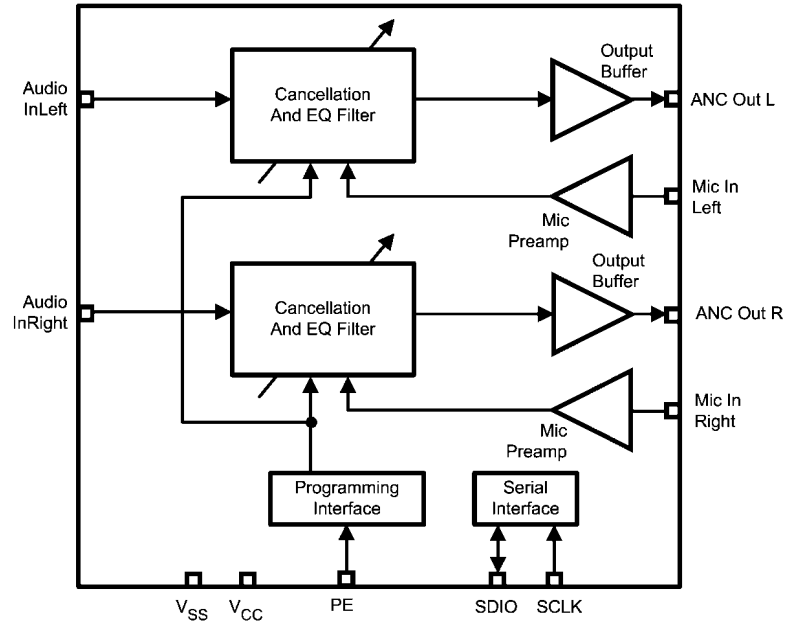 Audio
InLeft
Cancellation
And EQ Filter
Output
Buffer
ANC Out L
Mic
Preamp
Mic In
Left
Audio
InRight
Cancellation
And EQ Filter
Output
Buffer
ANC Out R
Mic
Preamp
Mic In
Right
Programming
Interface
Serial
Interface
VSS
VCC
PE
SDIO
SCLK